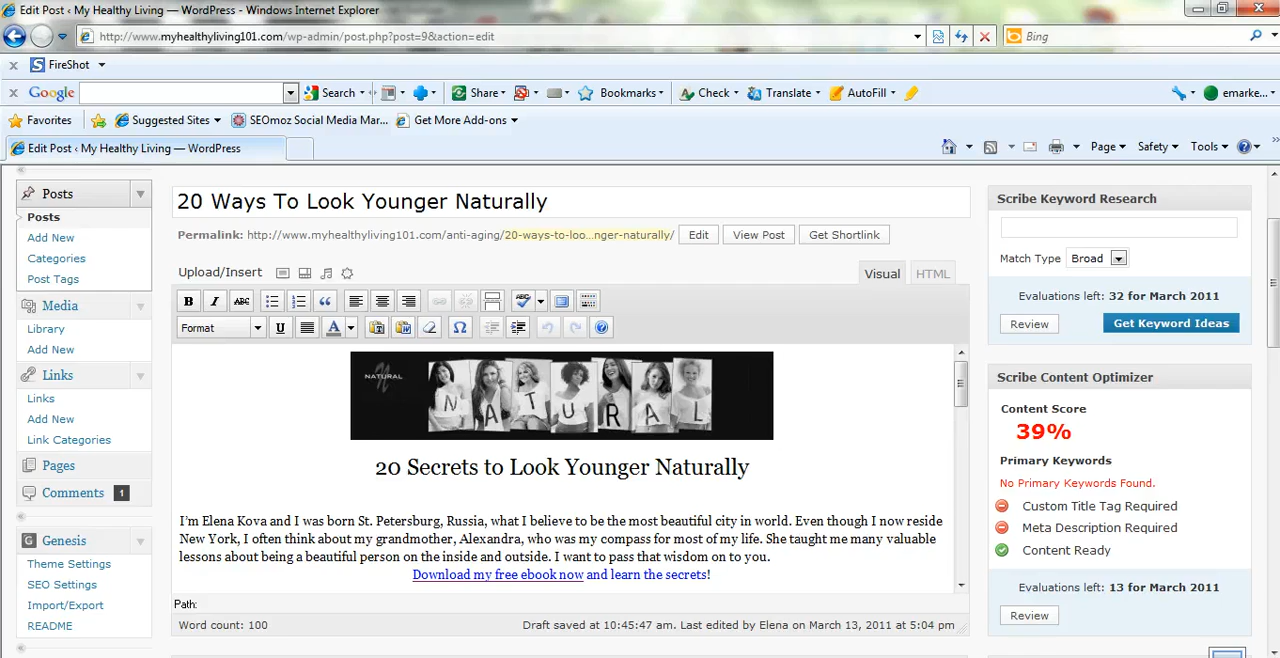 Edit Post ‹ My Healthy Living — WordPress - Windows Internet Explorer
http://www.myhealthyliving101.com/wp-admin/post.php?post=9&action=edit
Bing
x FireShot
x Google Search Share Bookmarks Check Translate AutoFill emarke...
Favorites Suggested Sites SEOmoz Social Media Mar... Get More Add-ons
Edit Post ‹ My Healthy Living — WordPress
Page Safety Tools
Posts
Posts
Add New
Categories
Post Tags
Media
Library
Add New
Links
Links
Add New
Link Categories
Pages
Comments 1
Genesis
Theme Settings
SEO Settings
Import/Export
README
20 Ways To Look Younger Naturally
Permalink: http://www.myhealthyliving101.com/anti-aging/20-ways-to-loo...nger-naturally/ Edit View Post Get Shortlink
Upload/Insert
Visual HTML
B I ABC ABC
Format U A Ω
NATURAL
N A T U R A L
20 Secrets to Look Younger Naturally
I'm Elena Kova and I was born St. Petersburg, Russia, what I believe to be the most beautiful city in world. Even though I now reside
New York, I often think about my grandmother, Alexandra, who was my compass for most of my life. She taught me many valuable
lessons about being a beautiful person on the inside and outside. I want to pass that wisdom on to you.
Download my free ebook now and learn the secrets!
Path:
Word count: 100
Draft saved at 10:45:47 am. Last edited by Elena on March 13, 2011 at 5:04 pm
Scribe Keyword Research
Match Type Broad
Evaluations left: 32 for March 2011
Review Get Keyword Ideas
Scribe Content Optimizer
Content Score
39%
Primary Keywords
No Primary Keywords Found.
Custom Title Tag Required
Meta Description Required
Content Ready
Evaluations left: 13 for March 2011
Review